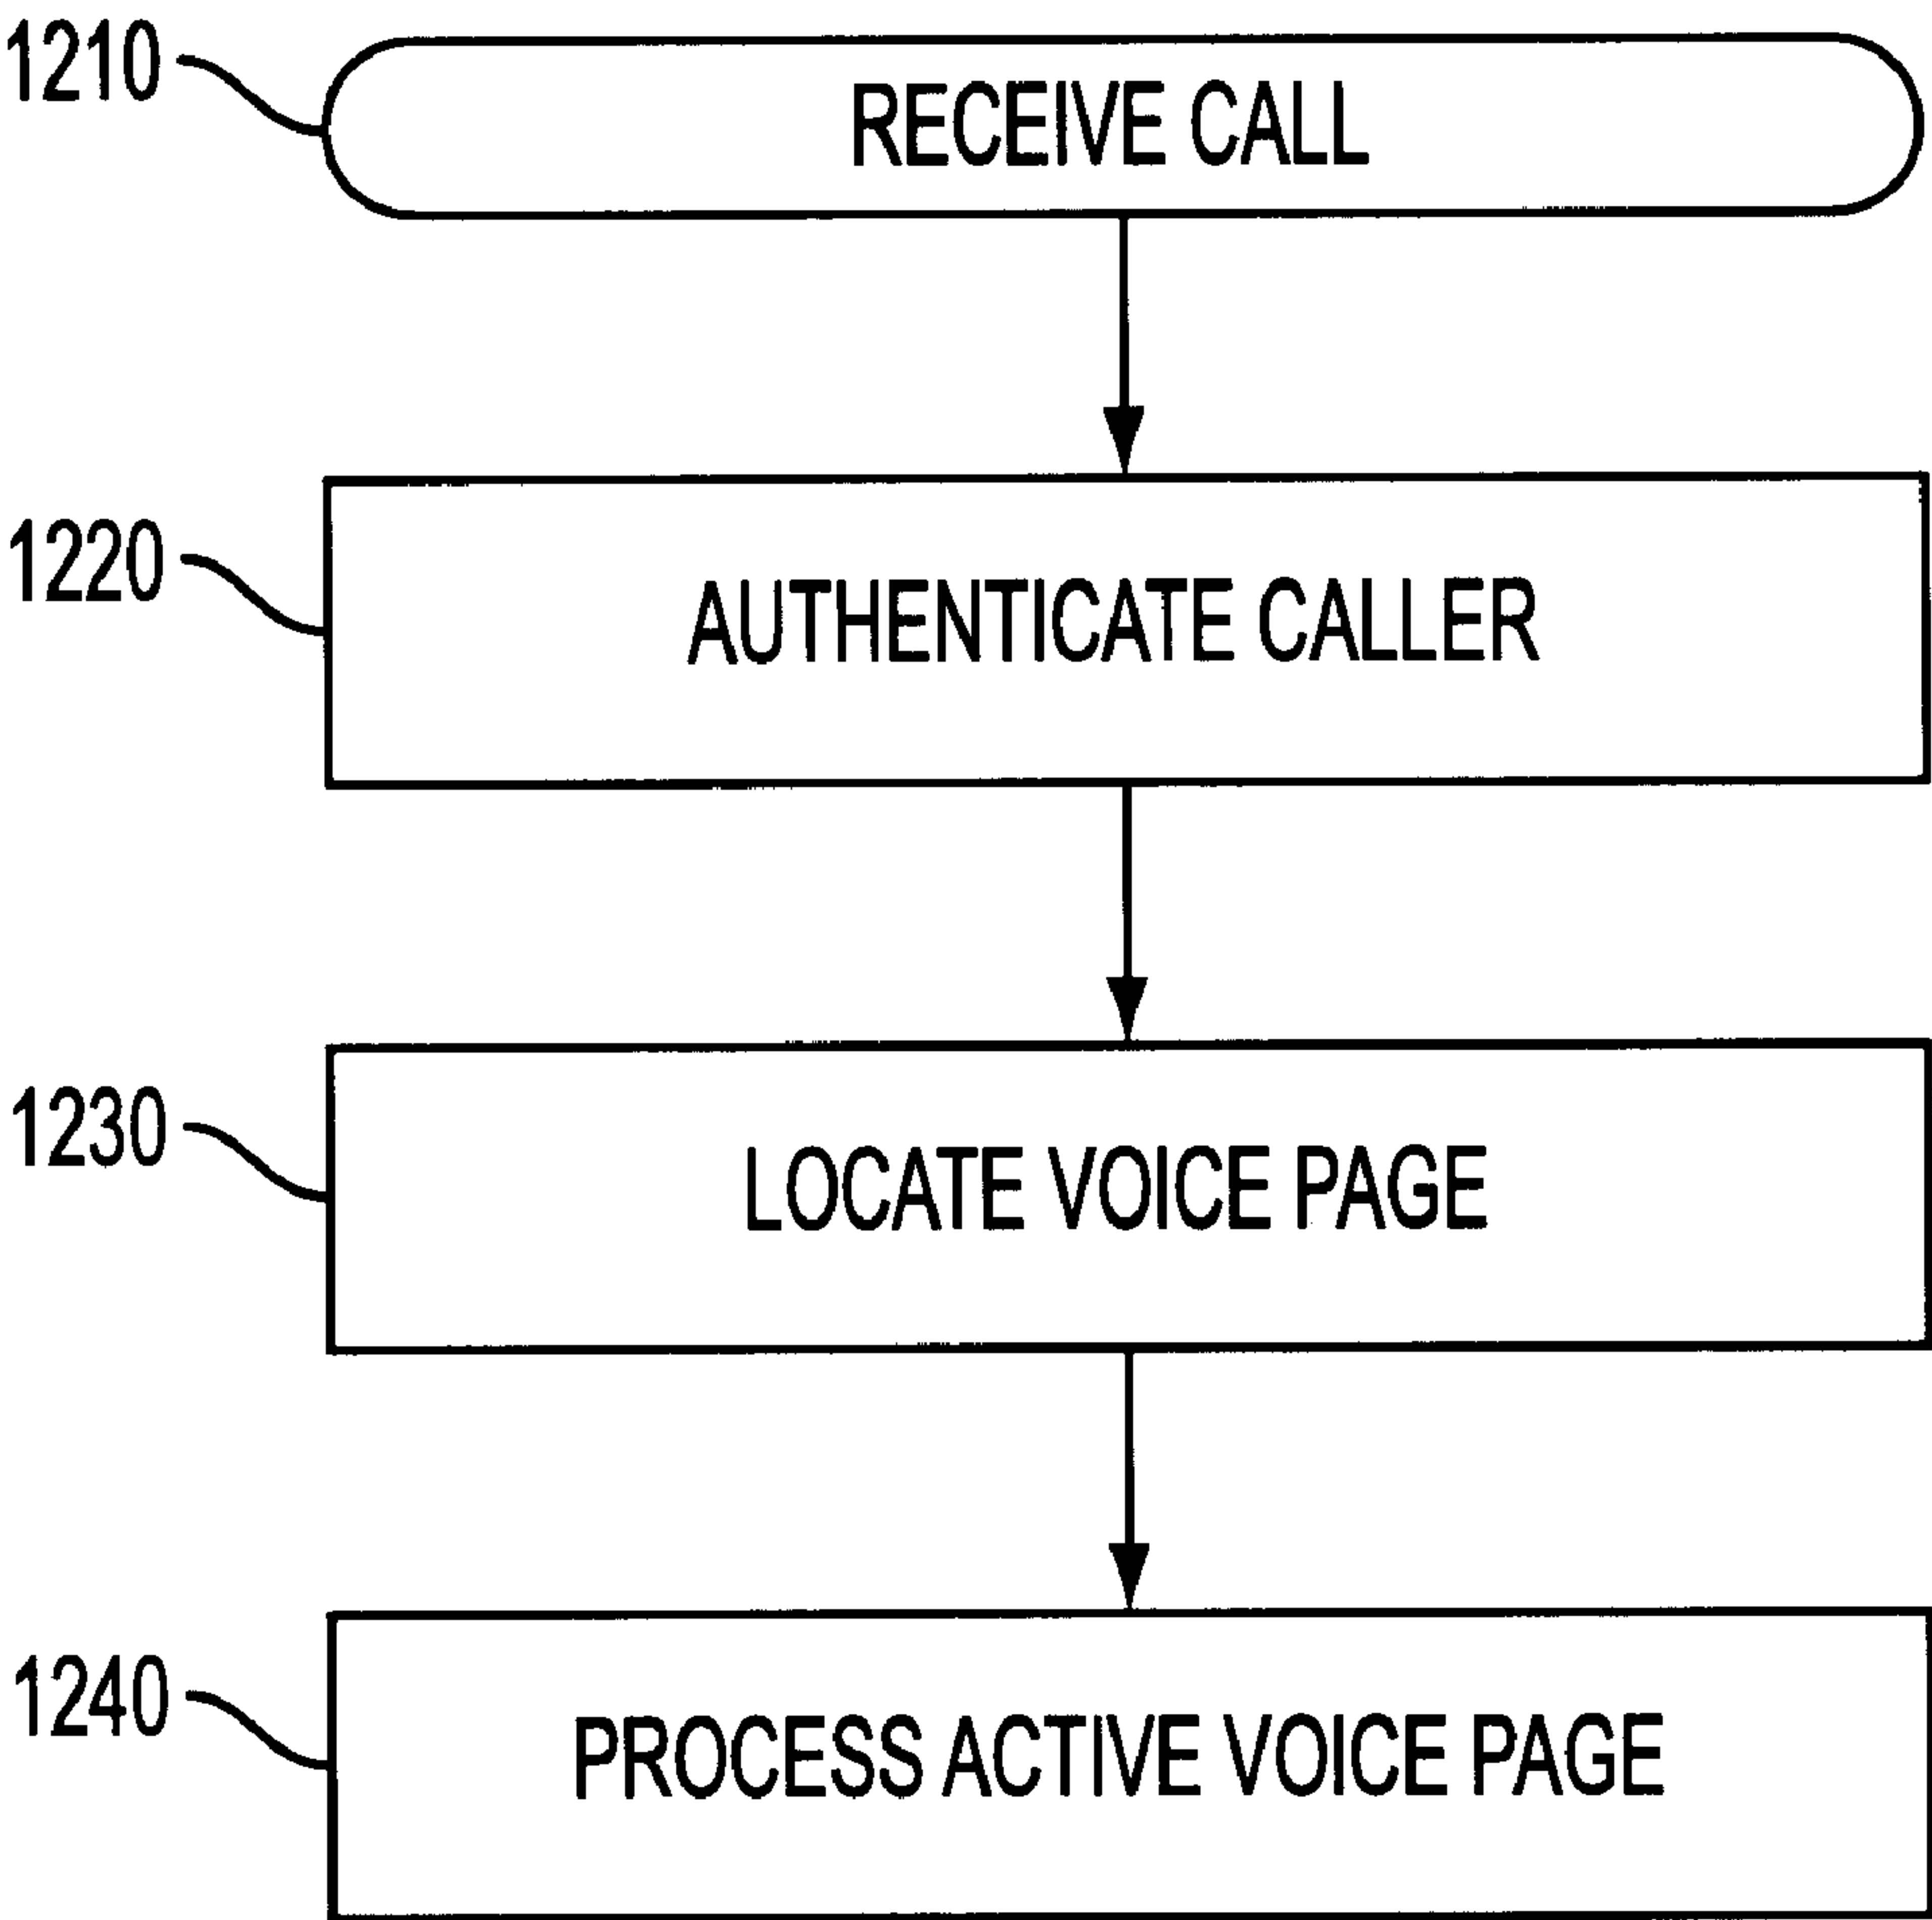 1210
RECEIVE CALL
1220
AUTHENTICATE CALLER
1230
LOCATE VOICE PAGE
1240
PROCESS ACTIVE VOICE PAGE